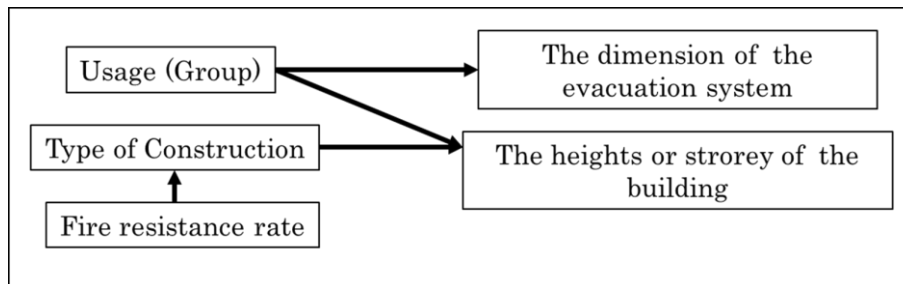 Usage (Group)
The dimension of the
evacuation system
Type of Construction
The heights or strorey of the
building
Fire resistance rate